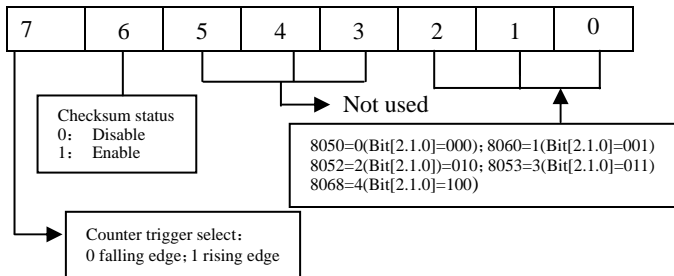 7 6 5 4 3 2 1 0
Checksum status
0： Disable
1： Enable
Not used
8050=0(Bit[2.1.0]=000)；8060=1(Bit[2.1.0]=001)
8052=2(Bit[2.1.0])=010；8053=3(Bit[2.1.0]=011)
8068=4(Bit[2.1.0]=100)
Counter trigger select：
0 falling edge；1 rising edge